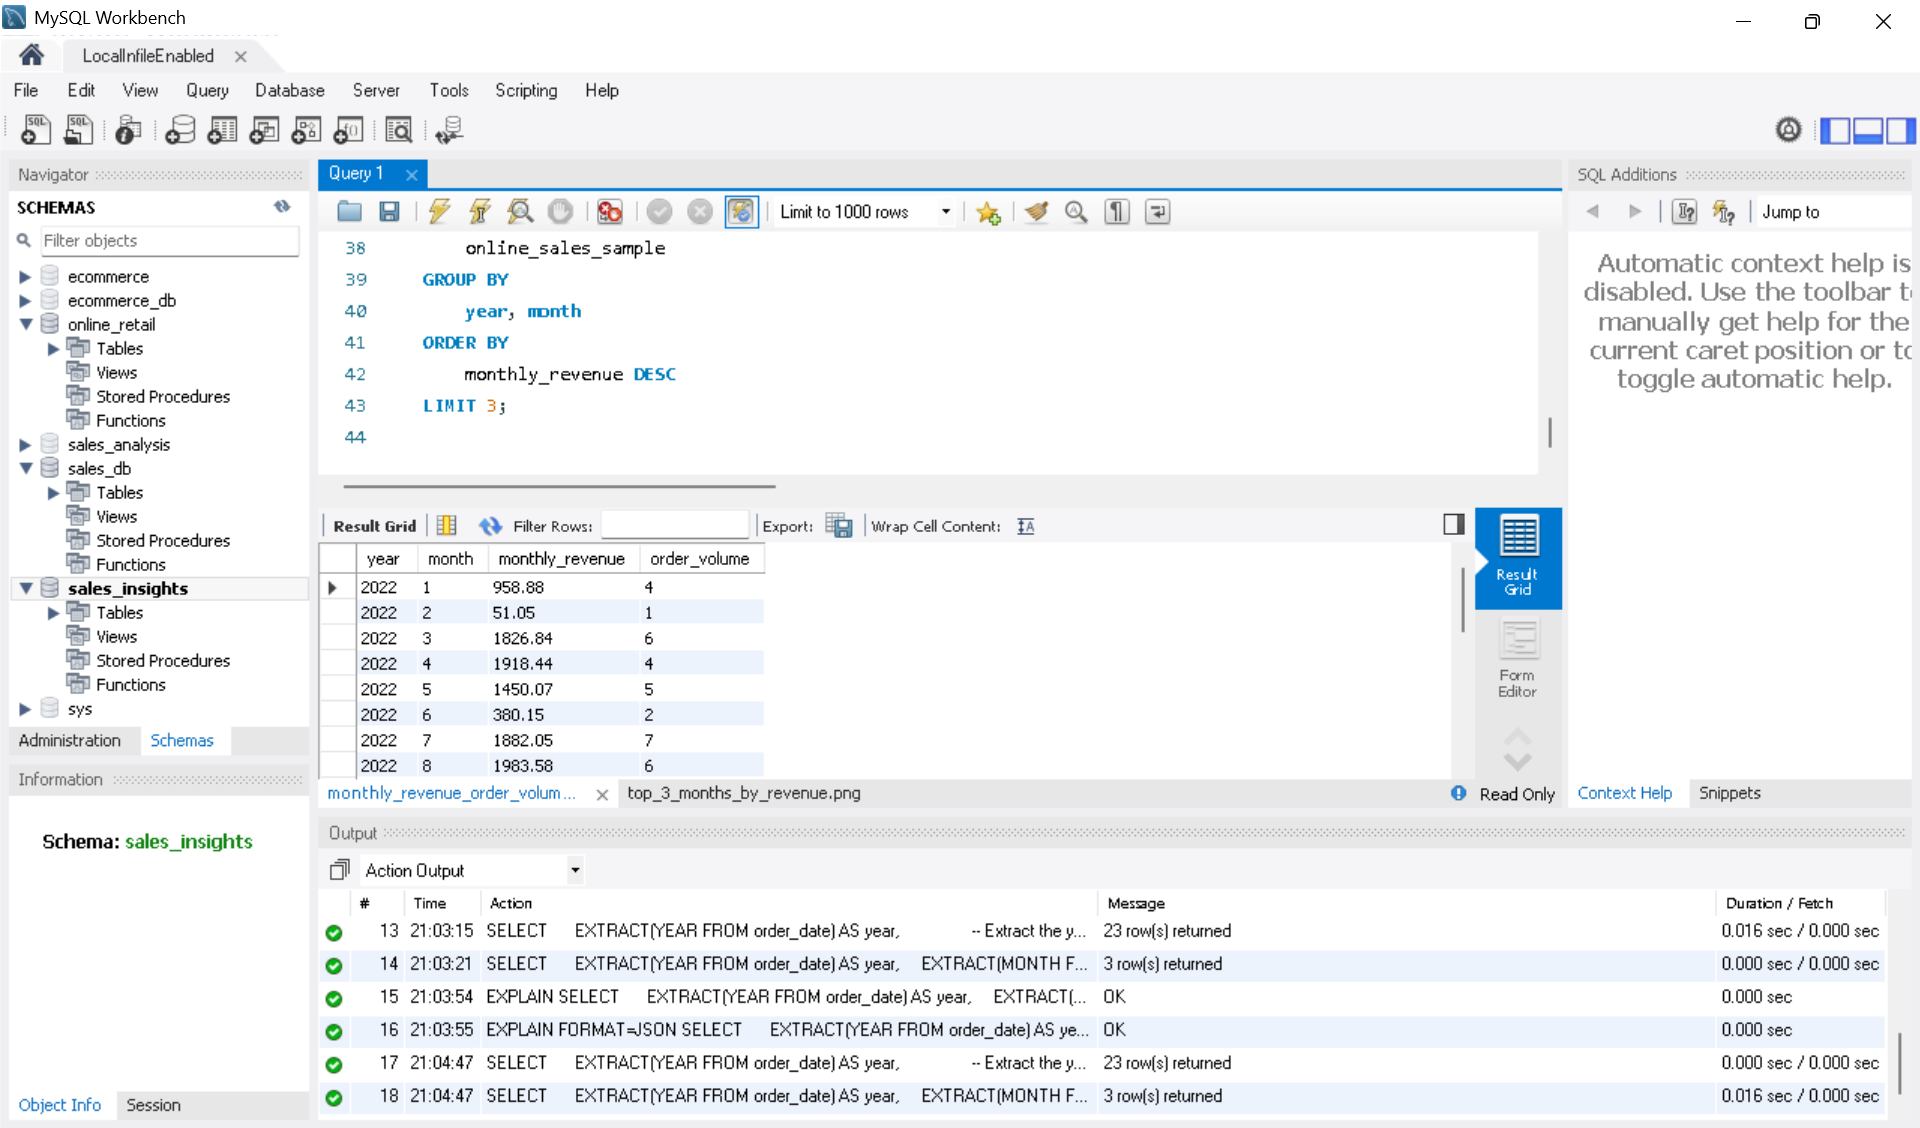 MySQL Workbench
LocalInfileEnabled
File Edit View Query Database Server Tools Scripting Help
Navigator
SCHEMAS
Filter objects
ecommerce
ecommerce_db
online_retail
Tables
Views
Stored Procedures
Functions
sales_analysis
sales_db
Tables
Views
Stored Procedures
Functions
sales_insights
Tables
Views
Stored Procedures
Functions
sys
Administration Schemas
Information
Schema: sales_insights
Object Info Session
Query 1
Limit to 1000 rows
38 online_sales_sample
39 GROUP BY
40 year, month
41 ORDER BY
42 monthly_revenue DESC
43 LIMIT 3;
44
Result Grid Filter Rows: Export: Wrap Cell Content:
year month monthly_revenue order_volume
2022 1 958.88 4
2022 2 51.05 1
2022 3 1826.84 6
2022 4 1918.44 4
2022 5 1450.07 5
2022 6 380.15 2
2022 7 1882.05 7
2022 8 1983.58 6
Result
Grid
Form
Editor
monthly_revenue_order_volum... top_3_months_by_revenue.png
Read Only
SQL Additions
Jump to
Automatic context help is
disabled. Use the toolbar t
manually get help for the
current caret position or to
toggle automatic help.
Context Help Snippets
Output
Action Output
# Time Action Message Duration / Fetch
13 21:03:15 SELECT EXTRACT(YEAR FROM order_date) AS year, -- Extract the y... 23 row(s) returned 0.016 sec / 0.000 sec
14 21:03:21 SELECT EXTRACT(YEAR FROM order_date) AS year, EXTRACT(MONTH F... 3 row(s) returned 0.000 sec / 0.000 sec
15 21:03:54 EXPLAIN SELECT EXTRACT(YEAR FROM order_date) AS year, EXTRACT(... OK 0.000 sec
16 21:03:55 EXPLAIN FORMAT=JSON SELECT EXTRACT(YEAR FROM order_date) AS ye... OK 0.000 sec
17 21:04:47 SELECT EXTRACT(YEAR FROM order_date) AS year, -- Extract the y... 23 row(s) returned 0.000 sec / 0.000 sec
18 21:04:47 SELECT EXTRACT(YEAR FROM order_date) AS year, EXTRACT(MONTH F... 3 row(s) returned 0.016 sec / 0.000 sec